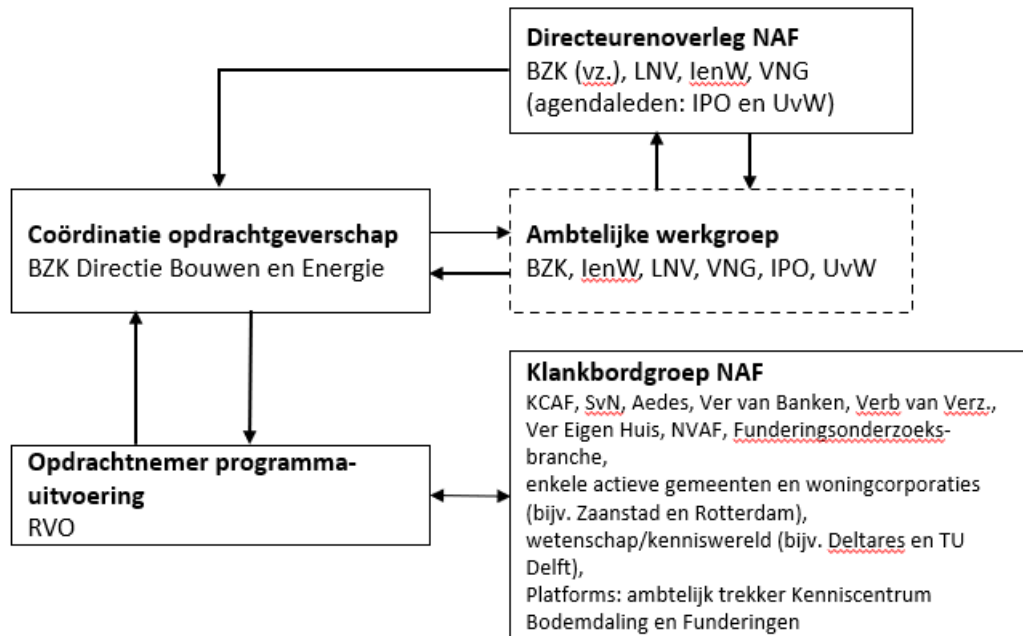 Directeurenoverleg NAF
BZK (vz.), LNV, IenW, VNG
(agendaleden: IPO en UvW)
Coördinatie opdrachtgeverschap
BZK Directie Bouwen en Energie
Ambtelijke werkgroep
BZK, IenW, LNV, VNG, IPO, UvW
Opdrachtnemer programma-
uitvoering
RVO
Klankbordgroep NAF
KCAF, SvN, Aedes, Ver van Banken, Verb van Verz.,
Ver Eigen Huis, NVAF, Funderingsonderzoeks-
branche,
enkele actieve gemeenten en woningcorporaties
(bijv. Zaanstad en Rotterdam),
wetenschap/kenniswereld (bijv. Deltares en TU
Delft),
Platforms: ambtelijk trekker Kenniscentrum
Bodemdaling en Funderingen